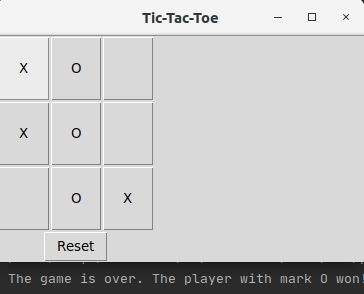 Tic-Tac-Toe
X O
X O
O X
Reset
The game is over. The player with mark O won!